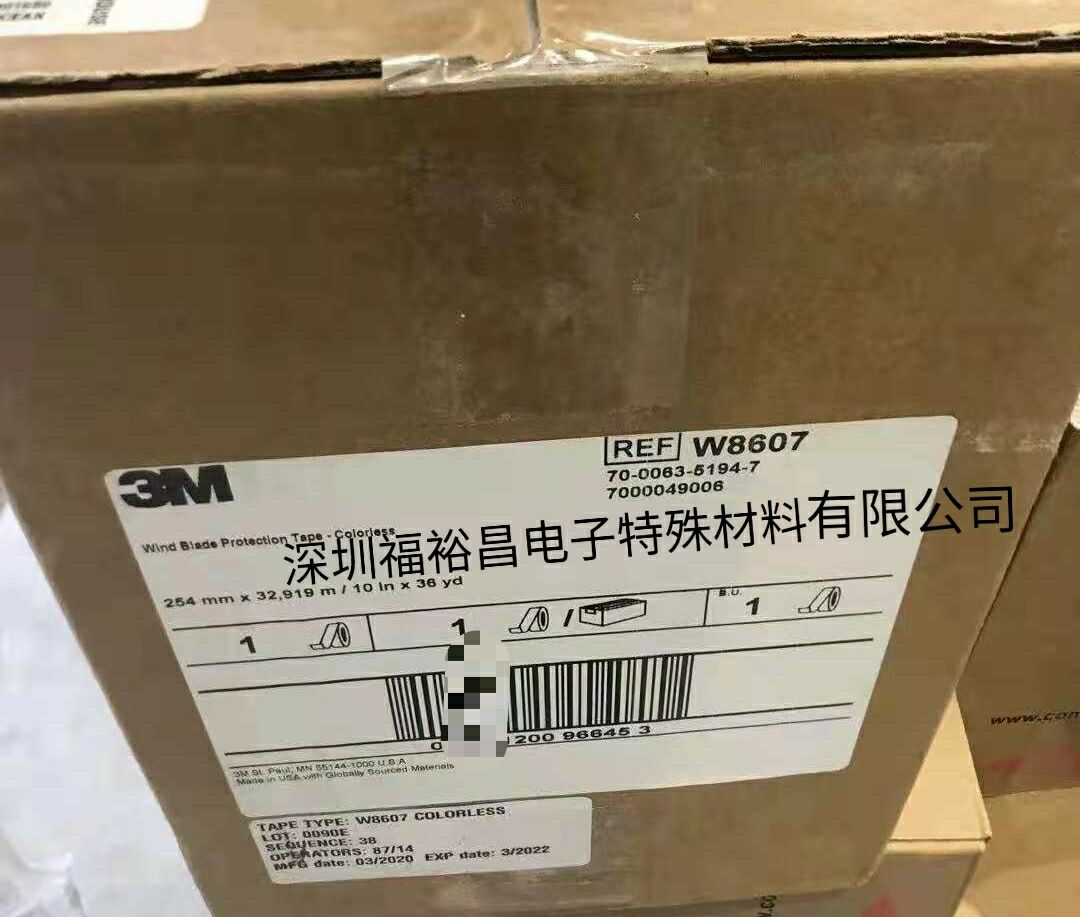 3M
REF W8607
70-0063-5194-7
7000049006
Wind Blade Protection Tape - Colorless
深圳福裕昌电子特殊材料有限公司
254 mm x 32,919 m / 10 in x 36 yd
1 1 / B.U. 1
0 200 96645 3
3M St. Paul, MN 55144-1000 U.S.A
Made in USA with Globally Sourced Materials
TAPE TYPE: W8607 COLORLESS
LOT: 0090E
SEQUENCE: 38
OPERATORS: 87/14
MFG date: 03/2020 EXP date: 3/2022